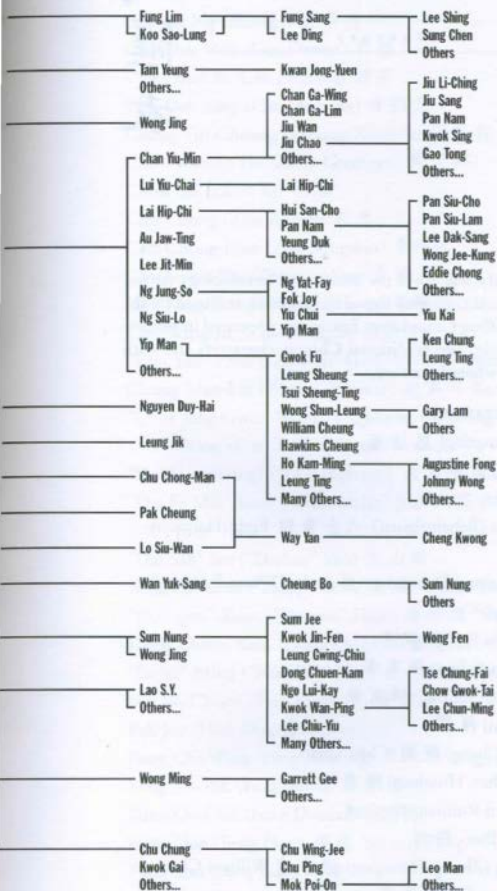 Fung Lim
Koo Sao-Lung
Tam Yeung
Others...
Wong Jing
Chan Yiu-Min
Lui Yiu-Chai
Lai Hip-Chi
Au Jaw-Ting
Lee Jit-Min
Ng Jung-So
Ng Siu-Lo
Yip Man
Others...
Nguyen Duy-Hai
Leung Jik
Chu Chong-Man
Pak Cheung
Lo Siu-Wan
Wan Yuk-Sang
Sum Nung
Wong Jing
Lao S.Y.
Others...
Wong Ming
Chu Chung
Kwok Gai
Others...
Fung Sang
Lee Ding
Kwan Jong-Yuen
Chan Ga-Wing
Chan Ga-Lim
Jiu Wan
Jiu Chao
Others...
Lai Hip-Chi
Hui San-Cho
Pan Nam
Yeung Duk
Others...
Ng Yat-Fay
Fok Joy
Yiu Chui
Yip Man
Gwok Fu
Leung Sheung
Tsui Sheung-Ting
Wong Shun-Leung
William Cheung
Hawkins Cheung
Ho Kam-Ming
Leung Ting
Many Others...
Way Yan
Cheung Bo
Sum Jee
Kwok Jin-Fen
Leung Gwing-Chiu
Dong Chuen-Kam
Ngo Lui-Kay
Kwok Wan-Ping
Lee Chiu-Yiu
Many Others...
Garrett Gee
Others...
Chu Wing-Jee
Chu Ping
Mok Poi-On
Lee Shing
Sung Chen
Others
Jiu Li-Ching
Jiu Sang
Pan Nam
Kwok Sing
Gao Tong
Others...
Pan Siu-Cho
Pan Siu-Lam
Lee Dak-Sang
Wong Jee-Kung
Eddie Chong
Others...
Yiu Kai
Ken Chung
Leung Ting
Others...
Gary Lam
Others
Augustine Fong
Johnny Wong
Others...
Cheng Kwong
Sum Nung
Others
Wong Fen
Tse Chung-Fai
Chow Gwok-Tai
Lee Chun-Ming
Others...
Leo Man
Others...